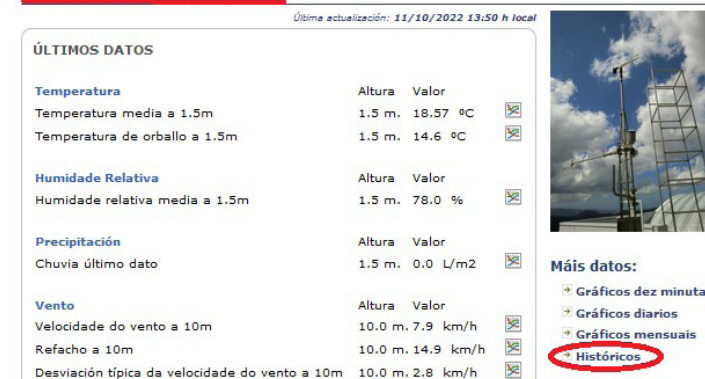 Última actualización: 11/10/2022 13:50 h local
ÚLTIMOS DATOS
Temperatura Altura Valor
Temperatura media a 1.5m 1.5 m. 18.57 ºC
Temperatura de orballo a 1.5m 1.5 m. 14.6 ºC
Humidade Relativa Altura Valor
Humidade relativa media a 1.5m 1.5 m. 78.0 %
Precipitación Altura Valor
Chuvia último dato 1.5 m. 0.0 L/m2
Vento Altura Valor
Velocidade do vento a 10m 10.0 m. 7.9 km/h
Refacho a 10m 10.0 m. 14.9 km/h
Desviación típica da velocidade do vento a 10m 10.0 m. 2.8 km/h
Máis datos:
Gráficos dez minuta
Gráficos diarios
Gráficos mensuais
Históricos